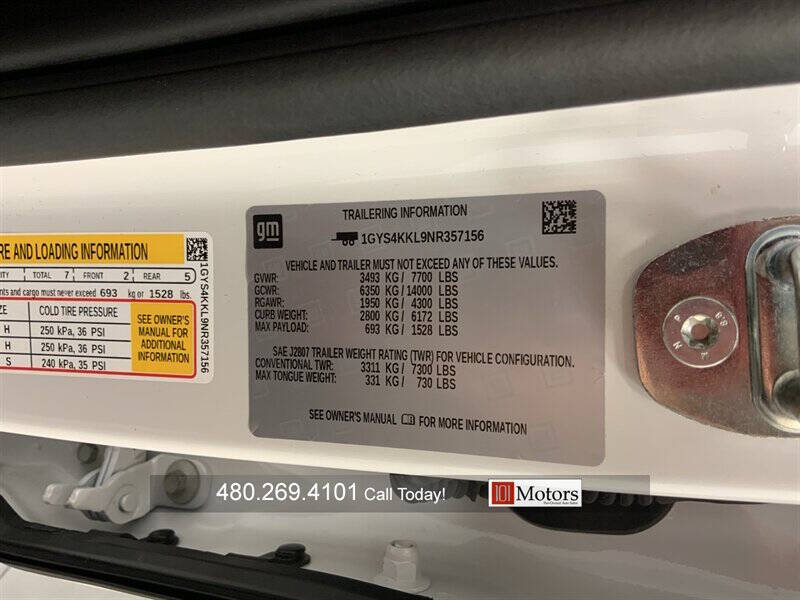 RE AND LOADING INFORMATION
TOTAL 7 FRONT 2 REAR 5
and cargo must never exceed 693 kg or 1528 lbs.
COLD TIRE PRESSURE
H 250 kPa, 36 PSI
H 250 kPa, 36 PSI
S 240 kPa, 35 PSI
SEE OWNER'S
MANUAL FOR
ADDITIONAL
INFORMATION
1GYS4KKL9NR357156
gm
TRAILERING INFORMATION
1GYS4KKL9NR357156
VEHICLE AND TRAILER MUST NOT EXCEED ANY OF THESE VALUES.
GVWR: 3493 KG/ 7700 LBS
GCWR: 6350 KG/ 14000 LBS
RGAWR: 1950 KG/ 4300 LBS
CURB WEIGHT: 2800 KG/ 6172 LBS
MAX PAYLOAD: 693 KG/ 1528 LBS
SAE J2807 TRAILER WEIGHT RATING (TWR) FOR VEHICLE CONFIGURATION.
CONVENTIONAL TWR: 3311 KG/ 7300 LBS
MAX TONGUE WEIGHT: 331 KG/ 730 LBS
SEE OWNER'S MANUAL FOR MORE INFORMATION
480.269.4101 Call Today!
101 Motors